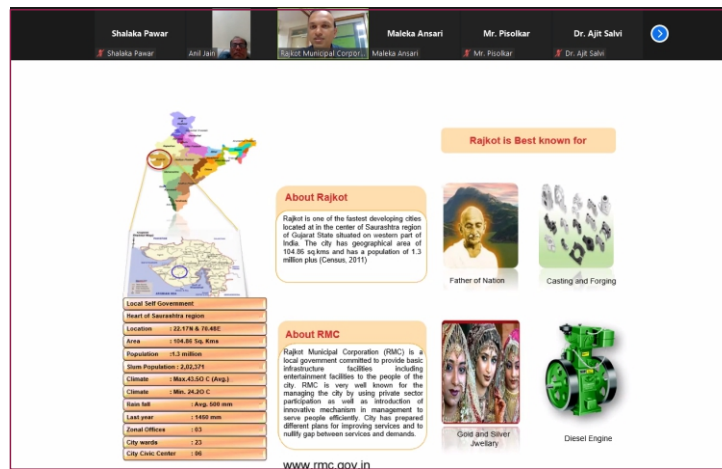 Shalaka Pawar
Maleka Ansari
Mr. Pisolkar
Dr. Ajit Salvi
Shalaka Pawar
Anil Jain
Rajkot Municipal Corpor...
Maleka Ansari
Mr. Pisolkar
Dr. Ajit Salvi
Rajkot is Best known for
About Rajkot
Rajkot is one of the fastest developing cities
located at in the center of Saurashtra region
of Gujarat State situated on western part of
India. The city has geographical area of
104.86 sq.kms and has a population of 1.3
million plus (Census, 2011)
Father of Nation
Casting and Forging
Local Self Government
Heart of Saurashtra region
Location : 22.17N & 70.46E
Area : 104.86 Sq. Kms
Population :1.3 million
Slum Population : 2,02,371
Climate : Max.43.5O C (Avg.)
Climate : Min. 24.2O C
Rain fall : Avg. 500 mm
Last year : 1450 mm
Zonal Offices : 03
City wards : 23
City Civic Center : 06
About RMC
Rajkot Municipal Corporation (RMC) is a
local government committed to provide basic
infrastructure facilities including
entertainment facilities to the people of the
city. RMC is very well known for the
managing the city by using private sector
participation as well as introduction of
innovative mechanism in management to
serve people efficiently. City has prepared
different plans for improving services and to
nullify gap between services and demands.
Gold and Silver
Jwellary
Diesel Engine
www.rmc.gov.in